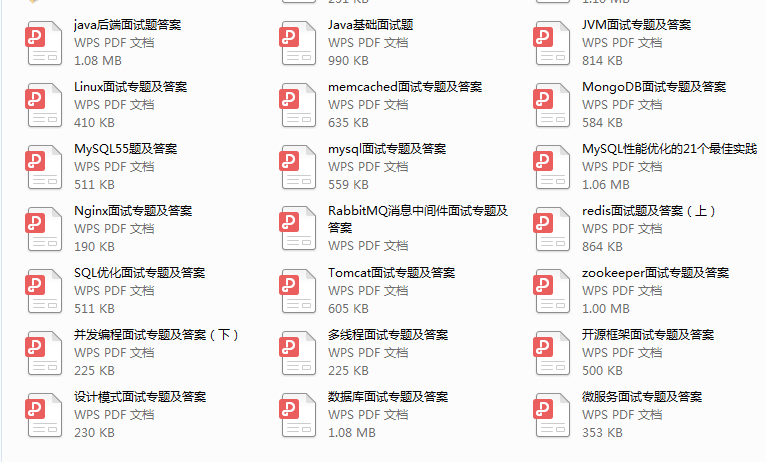 java后端面试题答案
WPS PDF 文档
1.08 MB
Java基础面试题
WPS PDF 文档
990 KB
JVM面试专题及答案
WPS PDF 文档
814 KB
Linux面试专题及答案
WPS PDF 文档
410 KB
memcached面试专题及答案
WPS PDF 文档
635 KB
MongoDB面试专题及答案
WPS PDF 文档
584 KB
MySQL55题及答案
WPS PDF 文档
511 KB
mysql面试专题及答案
WPS PDF 文档
559 KB
MySQL性能优化的21个最佳实践
WPS PDF 文档
1.06 MB
Nginx面试专题及答案
WPS PDF 文档
190 KB
RabbitMQ消息中间件面试专题及
答案
WPS PDF 文档
redis面试题及答案（上）
WPS PDF 文档
864 KB
SQL优化面试专题及答案
WPS PDF 文档
511 KB
Tomcat面试专题及答案
WPS PDF 文档
605 KB
zookeeper面试专题及答案
WPS PDF 文档
1.00 MB
并发编程面试专题及答案（下）
WPS PDF 文档
225 KB
多线程面试专题及答案
WPS PDF 文档
225 KB
开源框架面试专题及答案
WPS PDF 文档
500 KB
设计模式面试专题及答案
WPS PDF 文档
230 KB
数据库面试专题及答案
WPS PDF 文档
1.08 MB
微服务面试专题及答案
WPS PDF 文档
353 KB